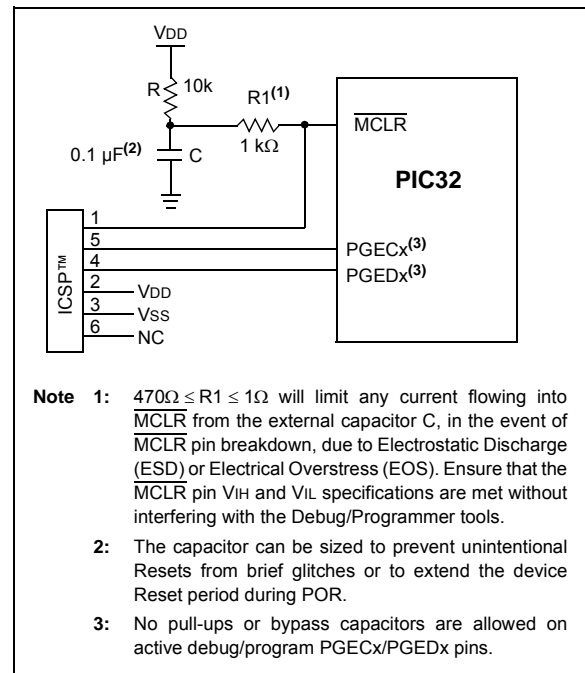 VDD
R 10k
R1(1)
MCLR
0.1 µF(2) C
1 kΩ
PIC32
ICSP™
1
5
PGECx(3)
4
PGEDx(3)
2
VDD
3
VSS
6
NC
Note 1: 470Ω ≤ R1 ≤ 1Ω will limit any current flowing into
MCLR from the external capacitor C, in the event of
MCLR pin breakdown, due to Electrostatic Discharge
(ESD) or Electrical Overstress (EOS). Ensure that the
MCLR pin VIH and VIL specifications are met without
interfering with the Debug/Programmer tools.
2: The capacitor can be sized to prevent unintentional
Resets from brief glitches or to extend the device
Reset period during POR.
3: No pull-ups or bypass capacitors are allowed on
active debug/program PGECx/PGEDx pins.